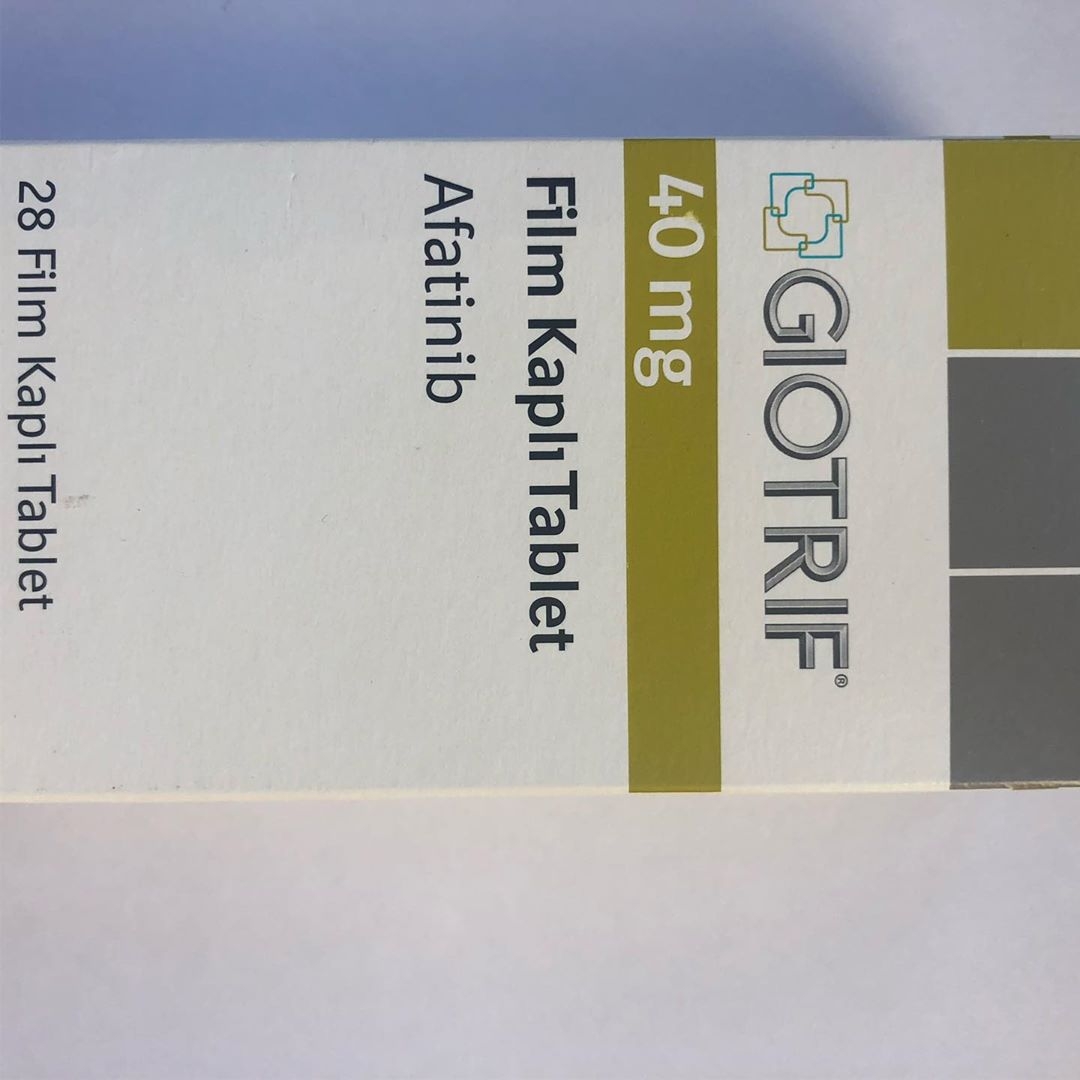 GIOTRIF®
40 mg
Film Kaplı Tablet
Afatinib
28 Film Kaplı Tablet